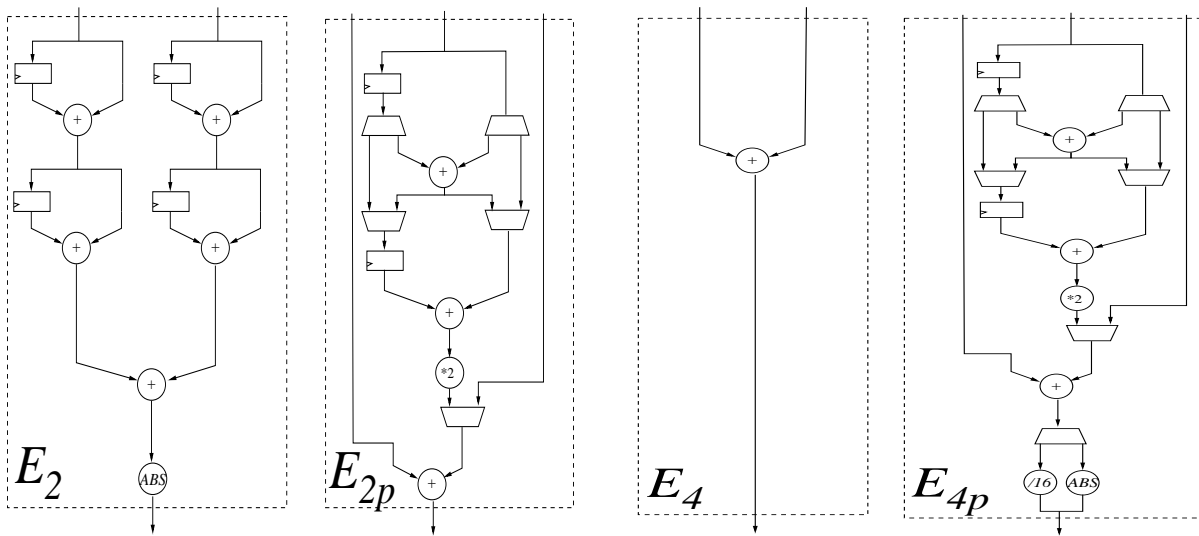 + +
+ +
+
ABS
E2
+
+
*2
+
E2p
+
E4
+
+
*2
+
/16 ABS
E4p